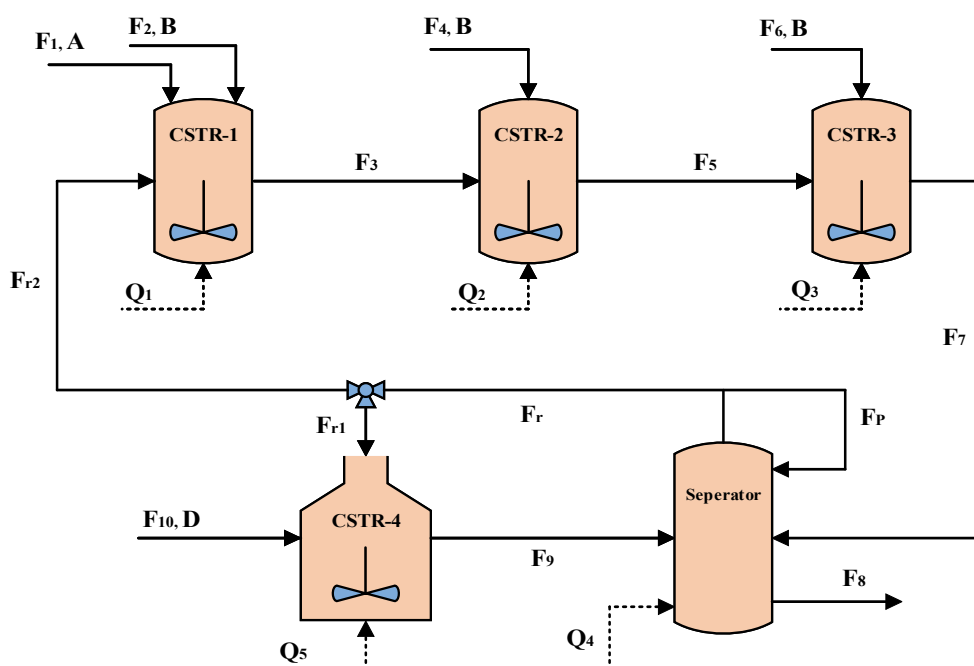 F1, A
F2, B
F4, B
F6, B
CSTR-1
CSTR-2
CSTR-3
F3
F5
Fr2
Q1
Q2
Q3
F7
Fr1
Fr
FP
Seperator
F10, D
CSTR-4
F9
F8
Q5
Q4